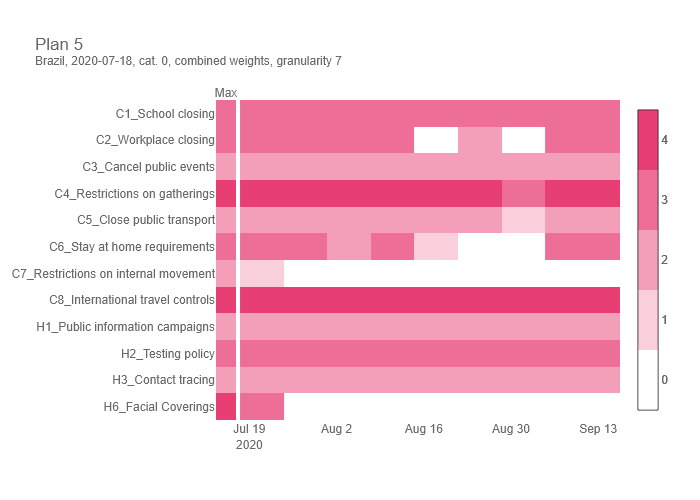 Plan 5
Brazil, 2020-07-18, cat. 0, combined weights, granularity 7
Max
C1_School closing
C2_Workplace closing
C3_Cancel public events
C4_Restrictions on gatherings
C5_Close public transport
C6_Stay at home requirements
C7_Restrictions on internal movement
C8_International travel controls
H1_Public information campaigns
H2_Testing policy
H3_Contact tracing
H6_Facial Coverings
4
3
2
1
0
Jul 19 Aug 2 Aug 16 Aug 30 Sep 13
2020